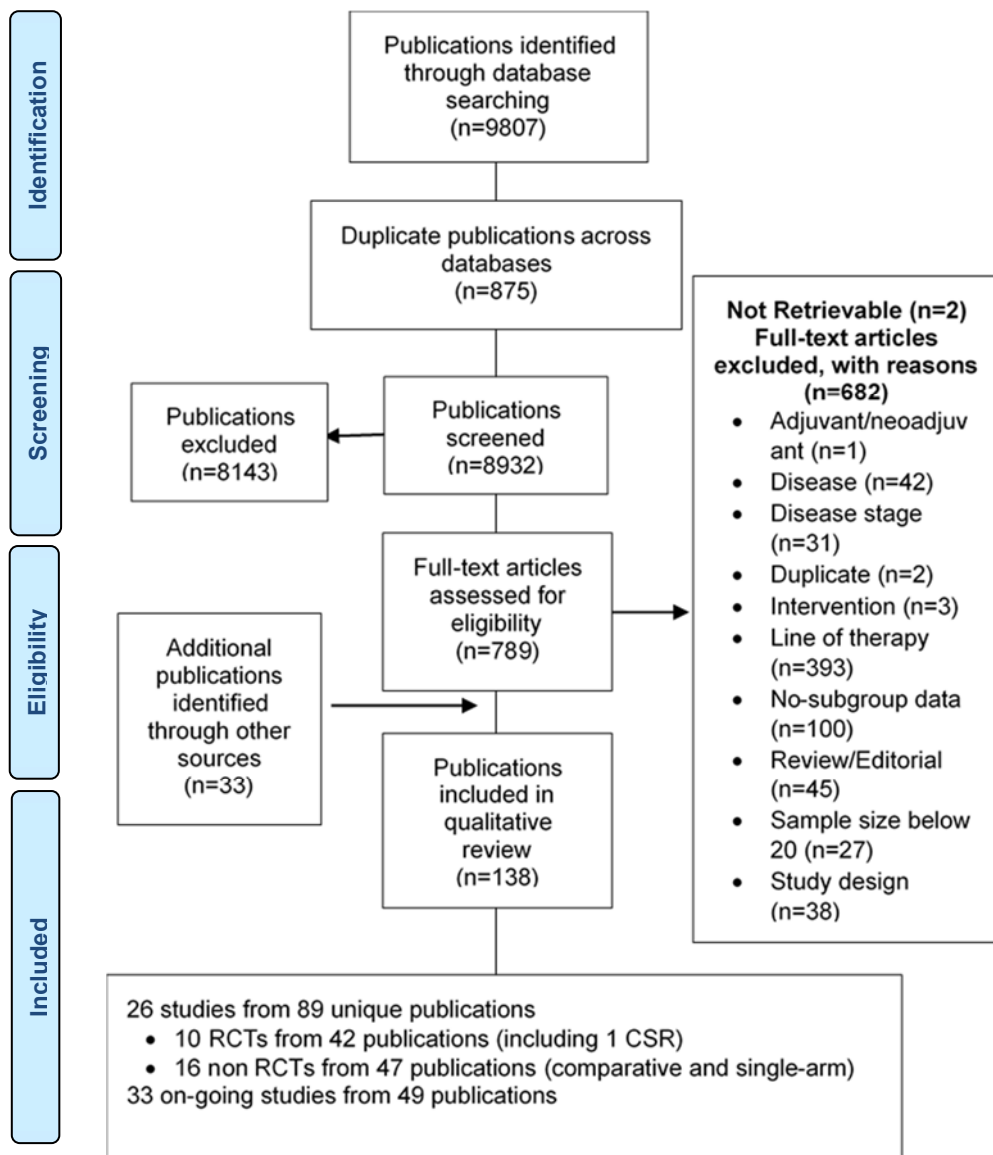 Identification
Publications identified
through database
searching
(n=9807)
Duplicate publications across
databases
(n=875)
Screening
Publications
excluded
(n=8143)
Publications
screened
(n=8932)
Not Retrievable (n=2)
Full-text articles
excluded, with reasons
(n=682)
• Adjuvant/neoadjuv
ant (n=1)
• Disease (n=42)
• Disease stage
(n=31)
• Duplicate (n=2)
• Intervention (n=3)
• Line of therapy
(n=393)
• No-subgroup data
(n=100)
• Review/Editorial
(n=45)
• Sample size below
20 (n=27)
• Study design
(n=38)
Eligibility
Full-text articles
assessed for
eligibility
(n=789)
Additional
publications
identified
through other
sources
(n=33)
Publications
included in
qualitative
review
(n=138)
Included
26 studies from 89 unique publications
• 10 RCTs from 42 publications (including 1 CSR)
• 16 non RCTs from 47 publications (comparative and single-arm)
33 on-going studies from 49 publications